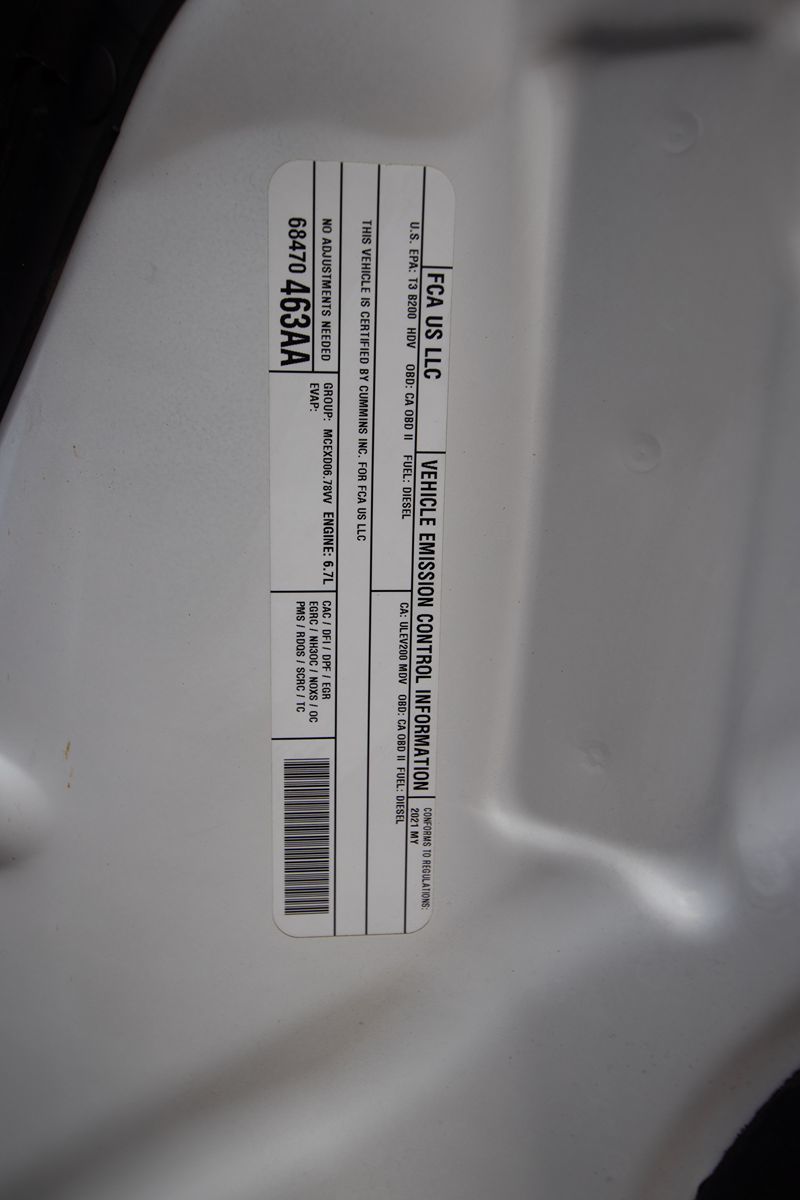 FCA US LLC
VEHICLE EMISSION CONTROL INFORMATION
CONFORMS TO REGULATIONS:
2021 MY
U.S. EPA: T3 B200 HDV OBD: CA OBD II FUEL: DIESEL
CA: ULEV200 MDV OBD: CA OBD II FUEL: DIESEL
THIS VEHICLE IS CERTIFIED BY CUMMINS INC. FOR FCA US LLC
NO ADJUSTMENTS NEEDED
68470 463AA
GROUP: MCEXD06.78VV ENGINE: 6.7L
EVAP:
CAC / DFI / DPF / EGR
EGRC / NH3OC / NOXS / OC
PMS / RDQS / SCRC / TC